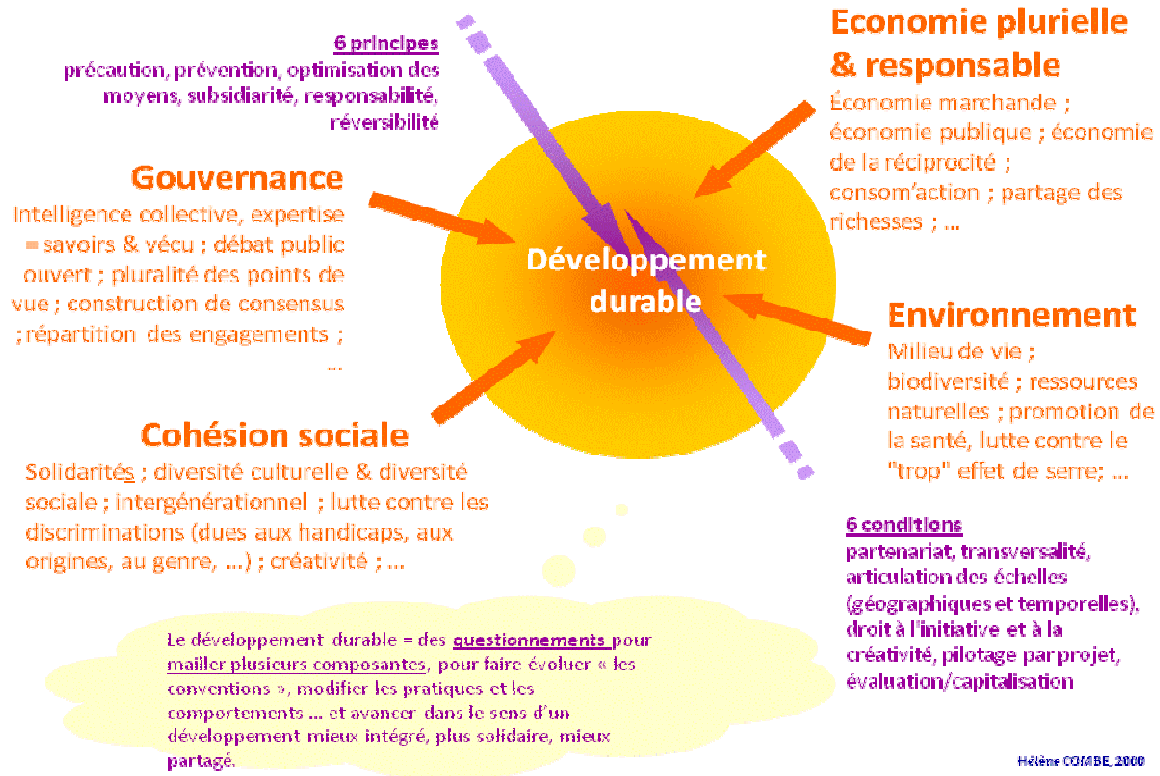 6 principes
précaution, prévention, optimisation des
moyens, subsidiarité, responsabilité,
réversibilité
Economie plurielle
& responsable
Économie marchande ;
économie publique ; économie
de la réciprocité ;
consom'action ; partage des
richesses ; ...
Gouvernance
Intelligence collective, expertise
= savoirs & vécu ; débat public
ouvert ; pluralité des points de
vue ; construction de consensus
; répartition des engagements ;
...
Développement
durable
Environnement
Milieu de vie ;
biodiversité ; ressources
naturelles ; promotion de
la santé, lutte contre le
"trop" effet de serre; ...
Cohésion sociale
Solidarités ; diversité culturelle & diversité
sociale ; intergénérationnel ; lutte contre les
discriminations (dues aux handicaps, aux
origines, au genre, ...) ; créativité ; ...
6 conditions
partenariat, transversalité,
articulation des échelles
(géographiques et temporelles),
droit à l'initiative et à la
créativité, pilotage par projet,
évaluation/capitalisation
Le développement durable = des questionnements pour
mailler plusieurs composantes, pour faire évoluer « les
conventions », modifier les pratiques et les
comportements ... et avancer dans le sens d'un
développement mieux intégré, plus solidaire, mieux
partagé.
Hélène COMBE, 2000